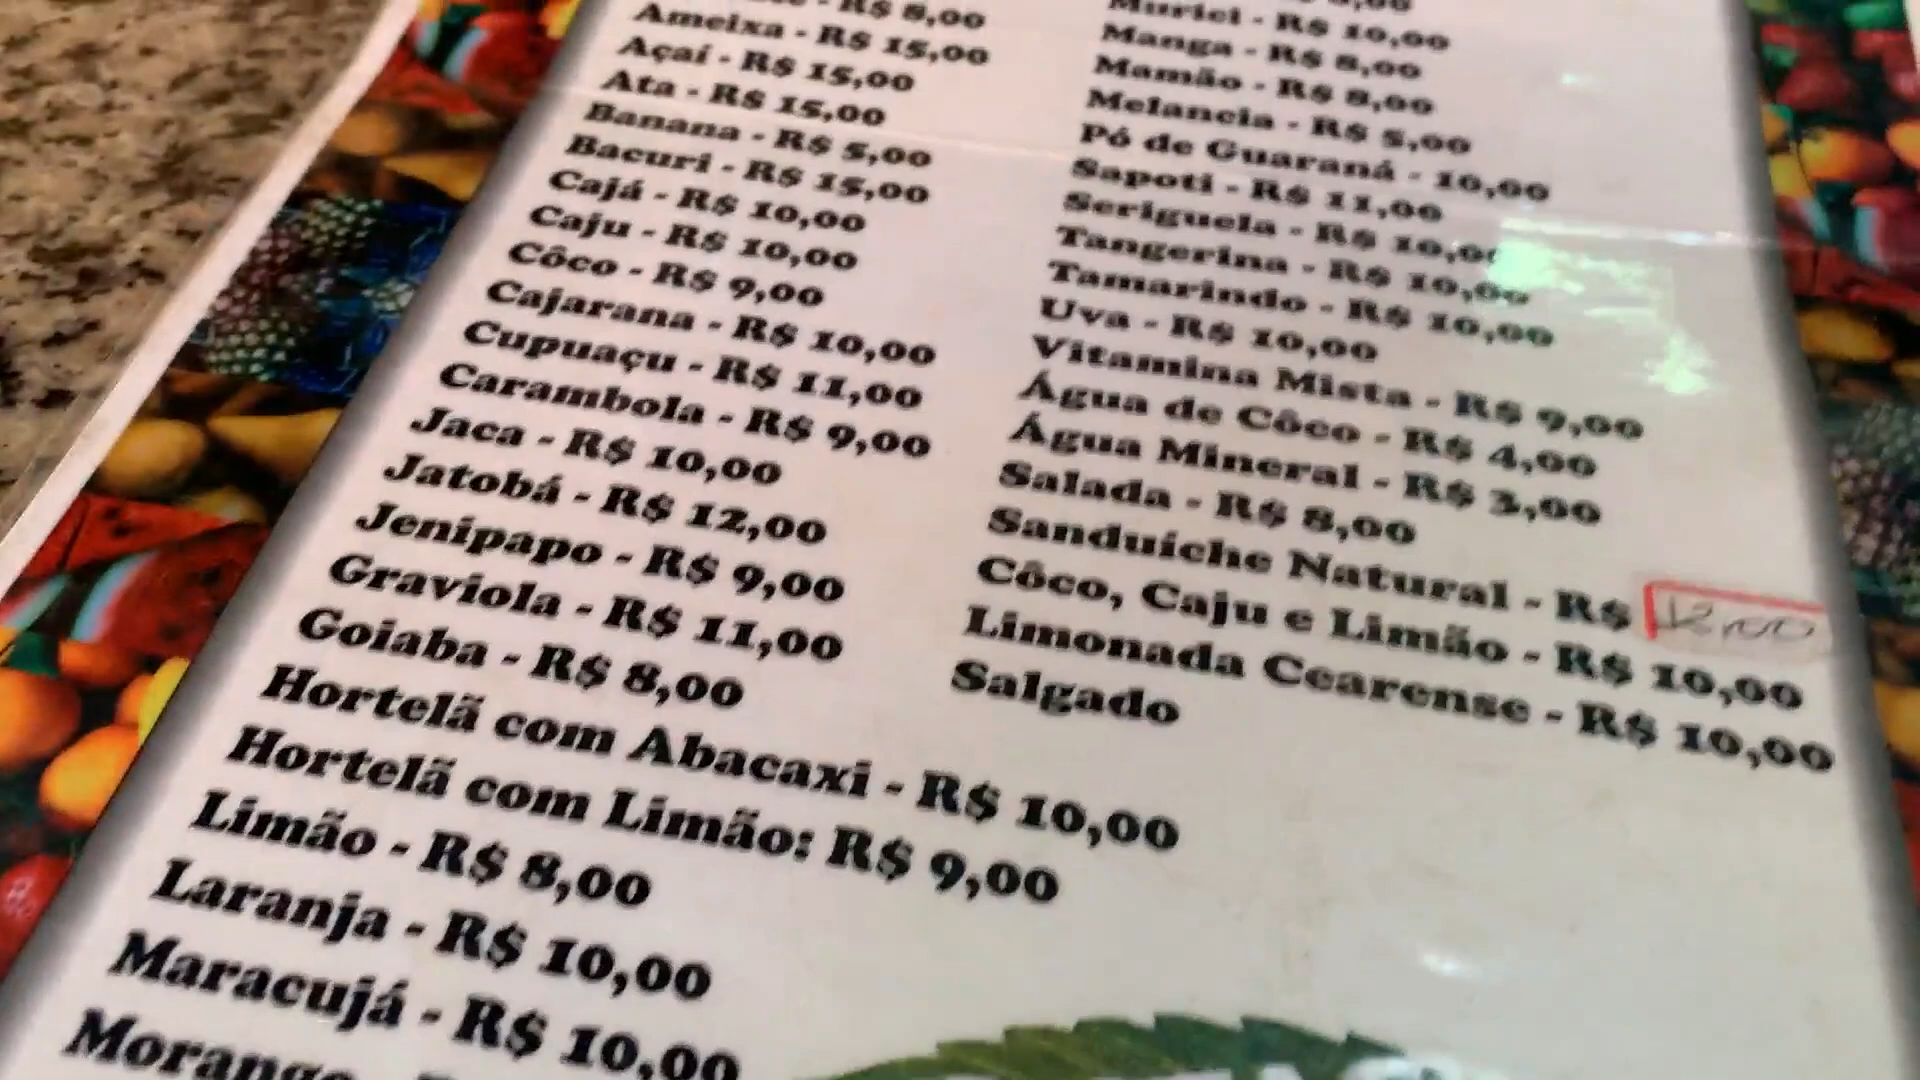 R$ 8,00
Ameixa - R$ 15,00
Açaí - R$ 15,00
Ata - R$ 15,00
Banana - R$ 5,00
Bacuri - R$ 15,00
Cajá - R$ 10,00
Caju - R$ 10,00
Côco - R$ 9,00
Cajarana - R$ 10,00
Cupuaçu - R$ 11,00
Carambola - R$ 9,00
Jaca - R$ 10,00
Jatobá - R$ 12,00
Jenipapo - R$ 9,00
Graviola - R$ 11,00
Goiaba - R$ 8,00
Hortelã com Abacaxi - R$ 10,00
Hortelã com Limão: R$ 9,00
Limão - R$ 8,00
Laranja - R$ 10,00
Maracujá - R$ 10,00
Morango
Murici - R$ 10,00
Manga - R$ 8,00
Mamão - R$ 8,00
Melancia - R$ 5,00
Pó de Guaraná - 10,00
Sapoti - R$ 11,00
Seriguela - R$ 10,00
Tangerina - R$ 10,00
Tamarindo - R$ 10,00
Uva - R$ 10,00
Vitamina Mista - R$ 9,00
Água de Côco - R$ 4,00
Água Mineral - R$ 3,00
Salada - R$ 8,00
Sanduíche Natural - R$ 12,00
Côco, Caju e Limão - R$ 10,00
Limonada Cearense - R$ 10,00
Salgado